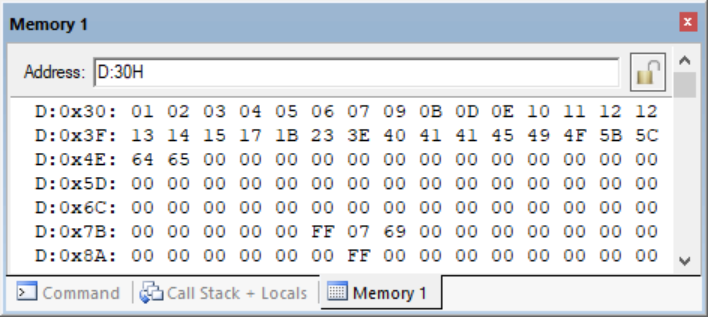 Memory 1
Address: D:30H
D:0x30: 01 02 03 04 05 06 07 09 0B 0D 0E 10 11 12 12
D:0x3F: 13 14 15 17 1B 23 3E 40 41 41 45 49 4F 5B 5C
D:0x4E: 64 65 00 00 00 00 00 00 00 00 00 00 00 00 00
D:0x5D: 00 00 00 00 00 00 00 00 00 00 00 00 00 00 00
D:0x6C: 00 00 00 00 00 00 00 00 00 00 00 00 00 00 00
D:0x7B: 00 00 00 00 00 FF 07 69 00 00 00 00 00 00 00
D:0x8A: 00 00 00 00 00 00 FF 00 00 00 00 00 00 00 00
Command Call Stack + Locals Memory 1